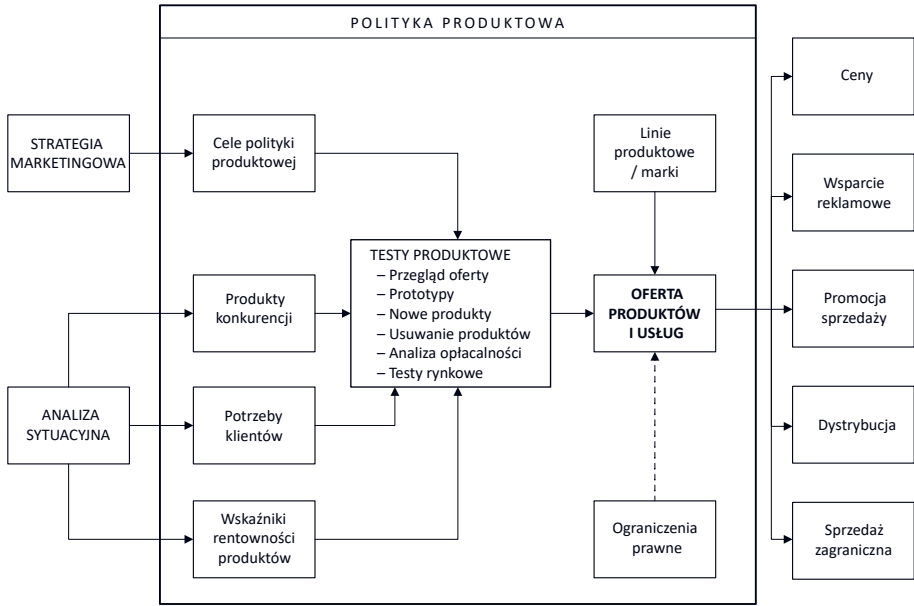 POLITYKA PRODUKTOWA
STRATEGIA
MARKETINGOWA
Cele polityki
produktowej
Linie
produktowe
/ marki
Ceny
Wsparcie
reklamowe
Produkty
konkurencji
TESTY PRODUKTOWE
– Przegląd oferty
– Prototypy
– Nowe produkty
– Usuwanie produktów
– Analiza opłacalności
– Testy rynkowe
OFERTA
PRODUKTÓW
I USŁUG
Promocja
sprzedaży
ANALIZA
SYTUACYJNA
Potrzeby
klientów
Dystrybucja
Wskaźniki
rentowności
produktów
Ograniczenia
prawne
Sprzedaż
zagraniczna